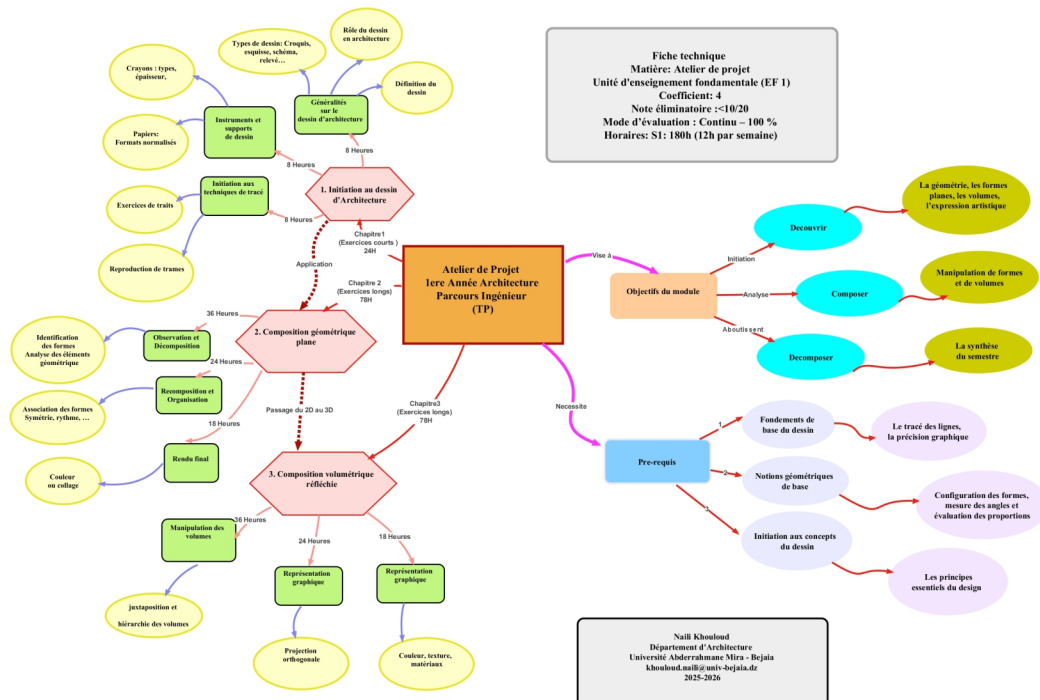 Fiche technique
Matière: Atelier de projet
Unité d'enseignement fondamentale (EF 1)
Coefficient: 4
Note éliminatoire :<10/20
Mode d'évaluation : Continu – 100 %
Horaires: S1: 180h (12h par semaine)
Rôle du dessin
en architecture
Types de dessin: Croquis,
esquisse, schéma,
relevé…
Crayons : types,
épaisseur,
Définition du
dessin
Généralités
sur le
dessin d'architecture
Instruments et
supports
de dessin
Papiers:
Formats normalisés
8 Heures
8 Heures
Initiation aux
techniques de tracé
1. Initiation au dessin
d'Architecture
Exercices de traits
8 Heures
Reproduction de trames
Chapitre1
(Exercices courts )
24H
Application
Atelier de Projet
1ere Année Architecture
Parcours Ingénieur
(TP)
Chapitre 2
(Exercices longs)
78H
36 Heures
2. Composition géométrique
plane
Observation et
Décomposition
Identification
des formes
Analyse des éléments
géométrique
24 Heures
Recomposition et
Organisation
Association des formes
Symétrie, rythme, …
18 Heures
Passage du 2D au 3D
Chapitre3
(Exercices longs)
78H
Rendu final
Couleur
ou collage
3. Composition volumétrique
réfléchie
36 Heures
Manipulation des
volumes
24 Heures
18 Heures
Représentation
graphique
Représentation
graphique
juxtaposition et
hiérarchie des volumes
Projection
orthogonale
Couleur, texture,
matériaux
Vise à
Objectifs du module
Initiation
Decouvrir
La géométrie, les formes
planes, les volumes,
l'expression artistique
Analyse
Composer
Manipulation de formes
et de volumes
Aboutissent
Decomposer
La synthèse
du semestre
Necessite
Pre-requis
1
Fondements de
base du dessin
Le tracé des lignes,
la précision graphique
2
Notions géométriques
de base
Configuration des formes,
mesure des angles et
évaluation des proportions
3
Initiation aux concepts
du dessin
Les principes
essentiels du design
Naili Khouloud
Département d'Architecture
Université Abderrahmane Mira - Bejaia
khouloud.naili@univ-bejaia.dz
2025-2026